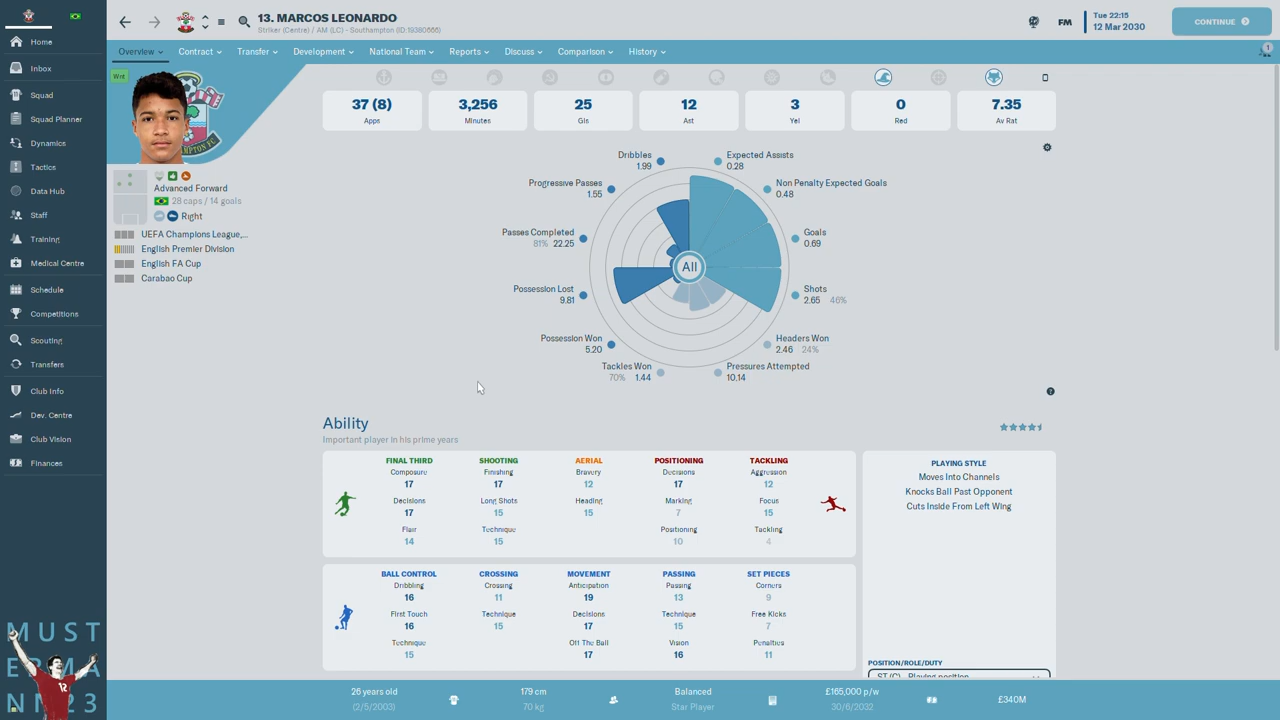 13. MARCOS LEONARDO
Striker (Centre) / AM (LC) - Southampton (ID:19380666)
FM
Tue 22:15
12 Mar 2030
CONTINUE
Overview
Contract
Transfer
Development
National Team
Reports
Discuss
Comparison
History
1
Home
Inbox
Squad
Squad Planner
Dynamics
Tactics
Data Hub
Staff
Training
Medical Centre
Schedule
Competitions
Scouting
Transfers
Club Info
Dev. Centre
Club Vision
Finances
MUST
ERMA
NN23
12
Wnt
Advanced Forward
28 caps / 14 goals
Right
UEFA Champions League,...
English Premier Division
English FA Cup
Carabao Cup
37 (8)
Apps
3,256
Minutes
25
Gls
12
Ast
3
Yel
0
Red
7.35
Av Rat
Dribbles
1.99
Expected Assists
0.28
Progressive Passes
1.55
Non Penalty Expected Goals
0.48
Passes Completed
81% 22.25
Goals
0.69
All
Possession Lost
9.81
Shots
2.65 46%
Possession Won
5.20
Headers Won
2.46 24%
Tackles Won
70% 1.44
Pressures Attempted
10.14
Ability
Important player in his prime years
FINAL THIRD
Composure
17
Decisions
17
Flair
14
SHOOTING
Finishing
17
Long Shots
15
Technique
15
AERIAL
Bravery
12
Heading
15
POSITIONING
Decisions
17
Marking
7
Positioning
10
TACKLING
Aggression
12
Focus
15
Tackling
4
BALL CONTROL
Dribbling
16
First Touch
16
Technique
15
CROSSING
Crossing
11
Technique
15
MOVEMENT
Anticipation
19
Decisions
17
Off The Ball
17
PASSING
Passing
13
Technique
15
Vision
16
SET PIECES
Corners
9
Free Kicks
7
Penalties
11
PLAYING STYLE
Moves Into Channels
Knocks Ball Past Opponent
Cuts Inside From Left Wing
POSITION/ROLE/DUTY
ST (C) - Playing position
26 years old
(2/5/2003)
179 cm
70 kg
Balanced
Star Player
£165,000 p/w
30/6/2032
£340M